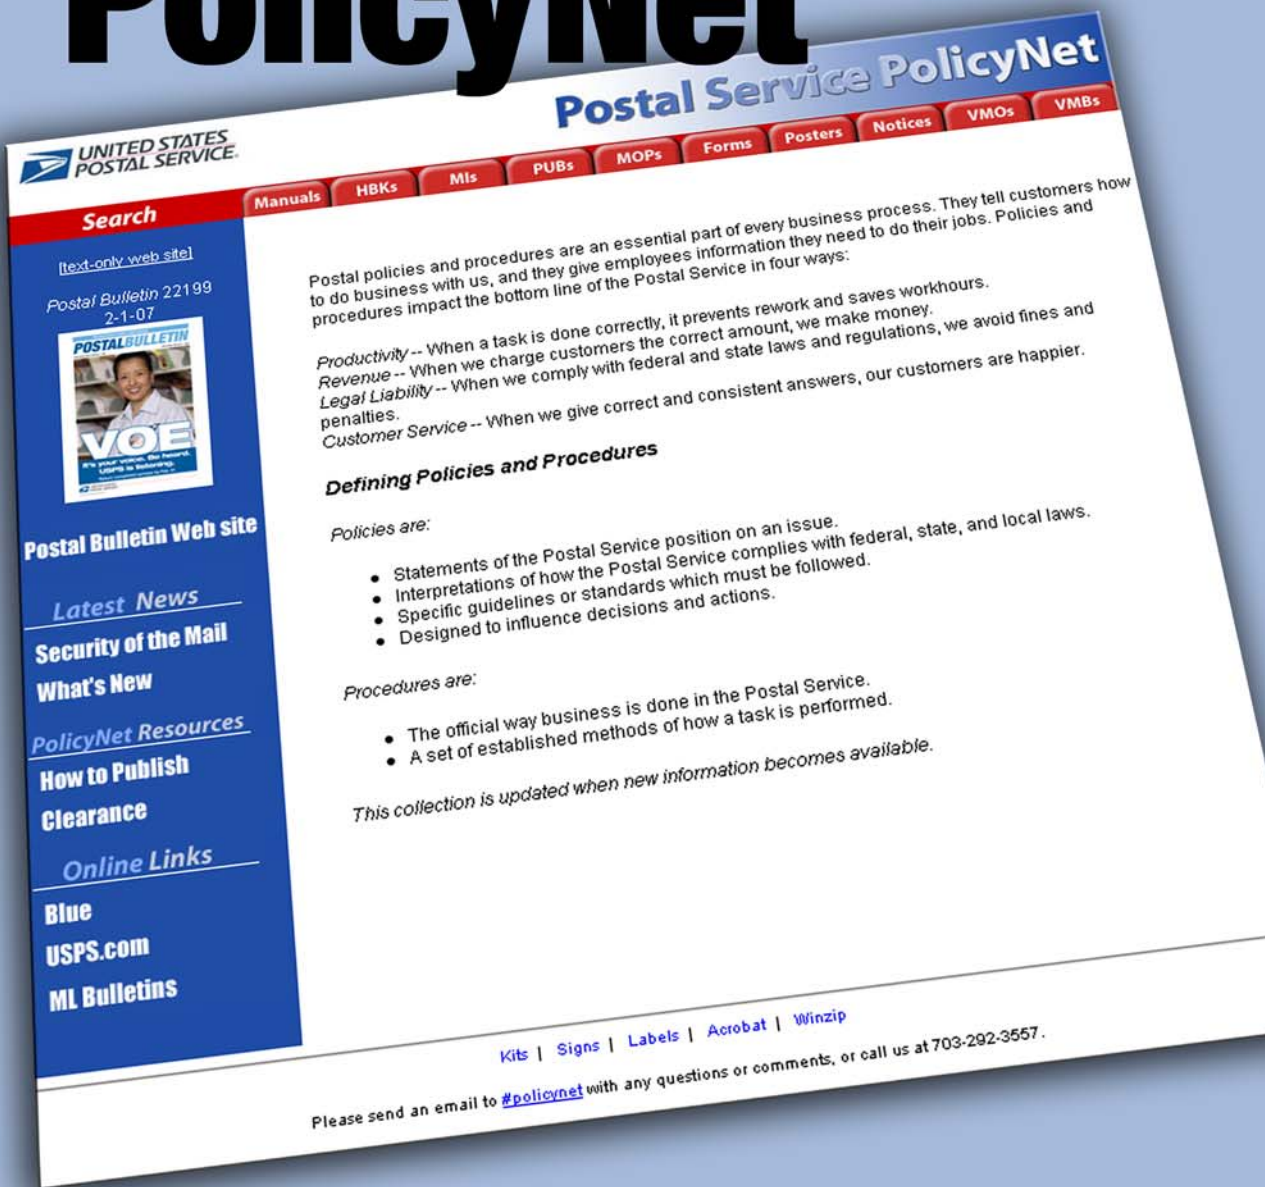 PolicyNet
Postal Service PolicyNet
UNITED STATES
POSTAL SERVICE.
Manuals HBKs MIs PUBs MOPs Forms Posters Notices VMOs VMBs
Search
[text-only web site]
Postal Bulletin 22199
2-1-07
POSTALBULLETIN
VOE
It's your voice. Be heard.
USPS is listening.
Postal Bulletin Web site
Latest News
Security of the Mail
What's New
PolicyNet Resources
How to Publish
Clearance
Online Links
Blue
USPS.com
ML Bulletins
Postal policies and procedures are an essential part of every business process. They tell customers how
to do business with us, and they give employees information they need to do their jobs. Policies and
procedures impact the bottom line of the Postal Service in four ways:
Productivity -- When a task is done correctly, it prevents rework and saves workhours.
Revenue -- When we charge customers the correct amount, we make money.
Legal Liability -- When we comply with federal and state laws and regulations, we avoid fines and
penalties.
Customer Service -- When we give correct and consistent answers, our customers are happier.
Defining Policies and Procedures
Policies are:
• Statements of the Postal Service position on an issue.
• Interpretations of how the Postal Service complies with federal, state, and local laws.
• Specific guidelines or standards which must be followed.
• Designed to influence decisions and actions.
Procedures are:
• The official way business is done in the Postal Service.
• A set of established methods of how a task is performed.
This collection is updated when new information becomes available.
Kits | Signs | Labels | Acrobat | Winzip
Please send an email to #policynet with any questions or comments, or call us at 703-292-3557.